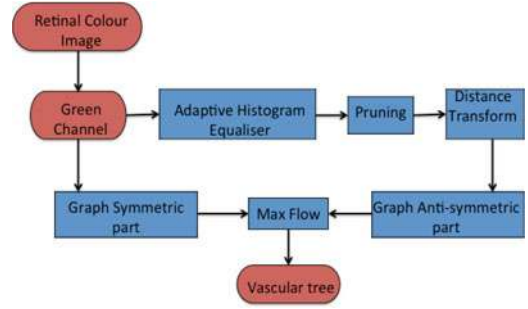 Retinal Colour
Image
Green
Channel
Adaptive Histogram
Equaliser
Pruning
Distance
Transform
Graph Symmetric
part
Max Flow
Graph Anti-symmetric
part
Vascular tree